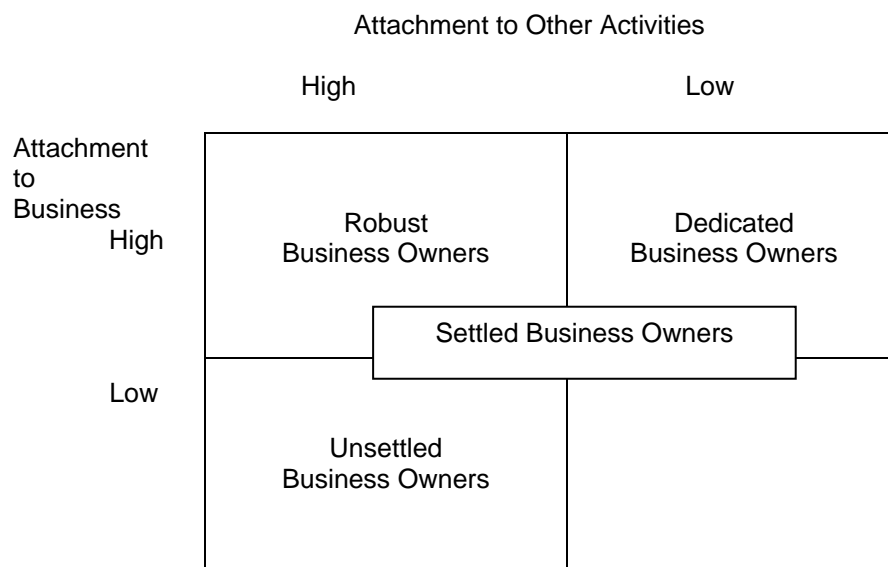 Attachment to Other Activities
High Low
Attachment
to
Business
High
Robust
Business Owners
Dedicated
Business Owners
Settled Business Owners
Low
Unsettled
Business Owners